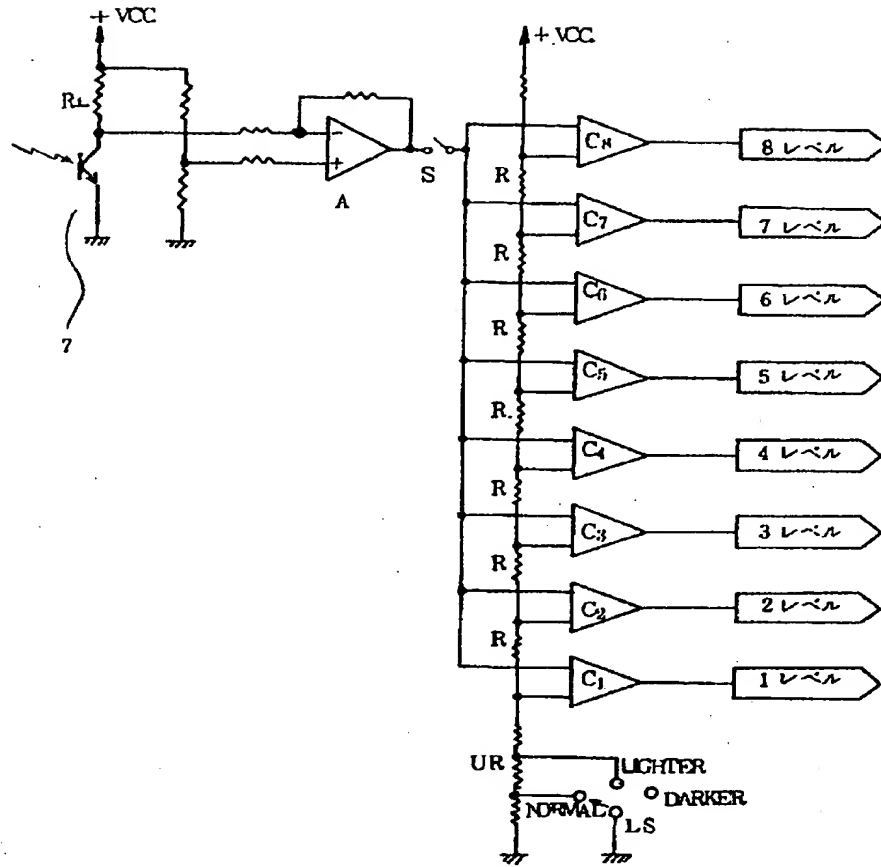 + VCC.
+ VCC.
RL
A
S
7
C8
8 レベル
R
C7
7 レベル
R
C6
6 レベル
R
C5
5 レベル
R.
C4
4 レベル
R
C3
3 レベル
R
C2
2 レベル
R
C1
1 レベル
UR
LIGHTER
DARKER
NORMAL
LS